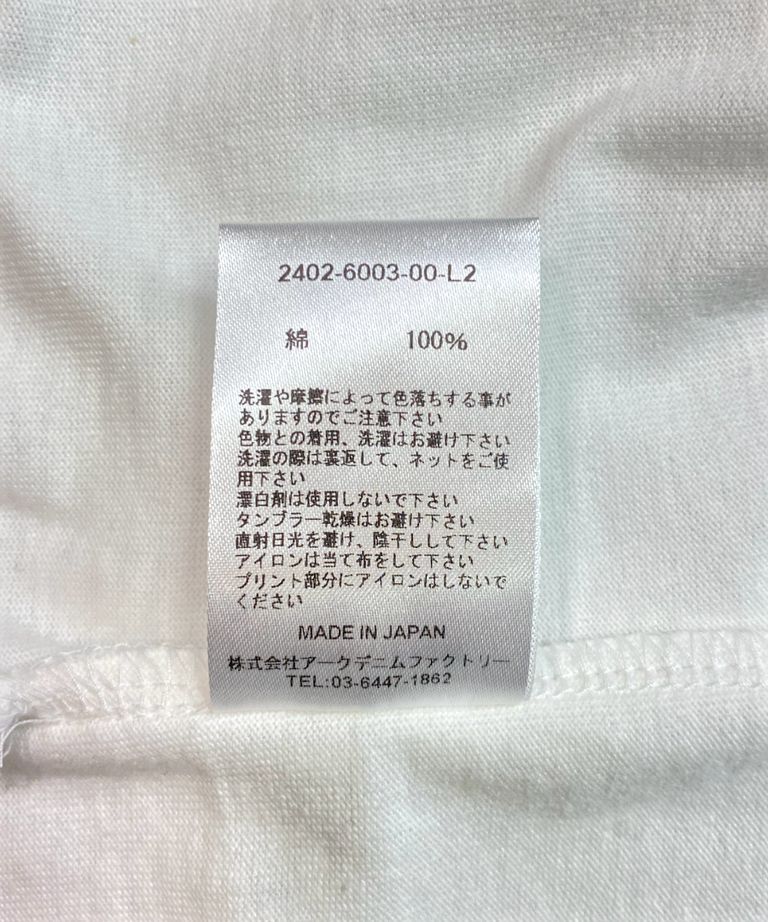 2402-6003-00-L2
綿 100%
洗濯や摩擦によって色落ちする事が
ありますのでご注意下さい
色物との着用、洗濯はお避け下さい
洗濯の際は裏返して、ネットをご使
用下さい
漂白剤は使用しないで下さい
タンブラー乾燥はお避け下さい
直射日光を避け、陰干しして下さい
アイロンは当て布をして下さい
プリント部分にアイロンはしないで
ください
MADE IN JAPAN
株式会社アークデニムファクトリー
TEL:03-6447-1862